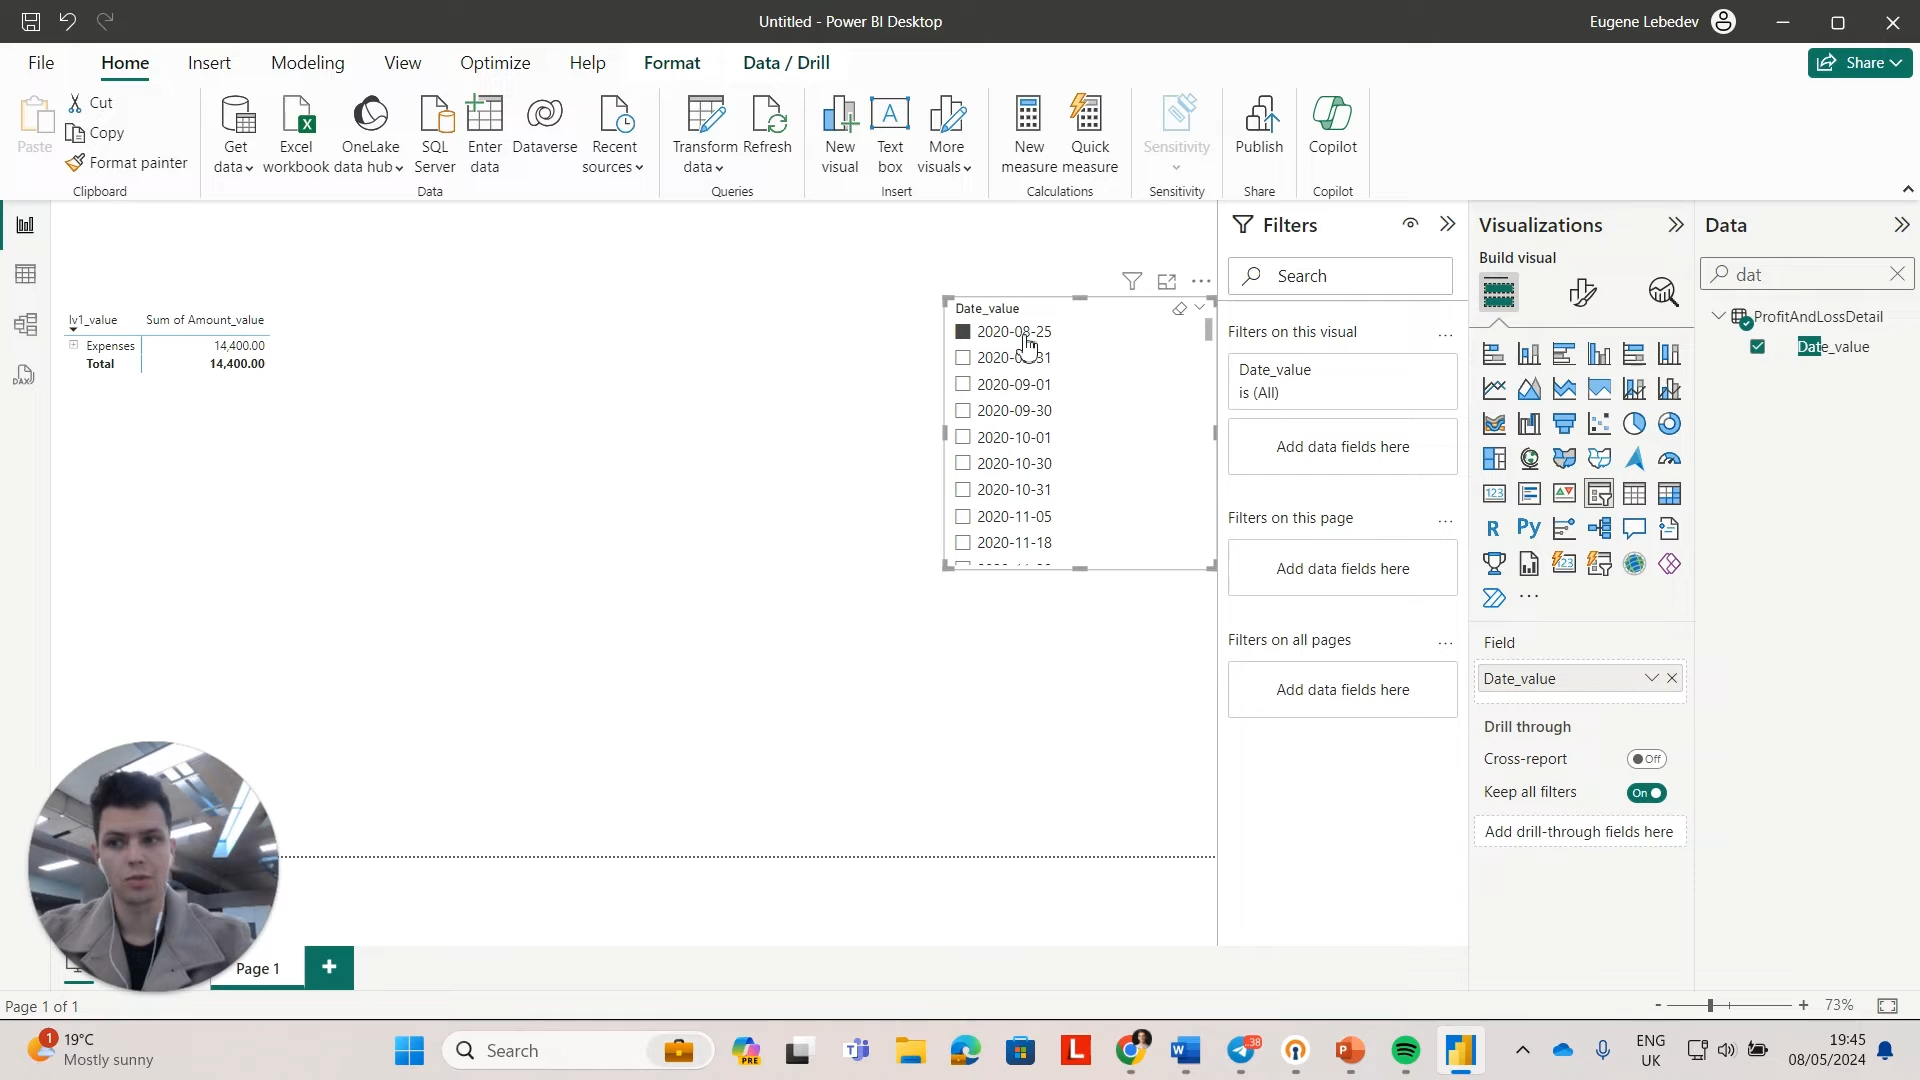 Untitled - Power BI Desktop
Eugene Lebedev
File
Home
Insert
Modeling
View
Optimize
Help
Format
Data / Drill
Share
Paste
Cut
Copy
Format painter
Clipboard
Get
data
Excel
workbook
OneLake
data hub
SQL
Server
Enter
data
Dataverse
Recent
sources
Data
Transform
data
Refresh
Queries
New
visual
Text
box
More
visuals
Insert
New
measure
Quick
measure
Calculations
Sensitivity
Sensitivity
Publish
Share
Copilot
Copilot
lv1_value
Sum of Amount_value
Expenses
14,400.00
Total
14,400.00
Date_value
2020-08-25
2020-09-01
2020-09-30
2020-10-01
2020-10-30
2020-10-31
2020-11-05
2020-11-18
Filters
Search
Filters on this visual
Date_value
is (All)
Add data fields here
Filters on this page
Add data fields here
Filters on all pages
Add data fields here
Visualizations
Build visual
123
R
Py
123
Field
Date_value
Drill through
Cross-report
Off
Keep all filters
On
Add drill-through fields here
Data
dat
ProfitAndLossDetail
Date_value
DAX
Page 1
Page 1 of 1
73%
1
19°C
Mostly sunny
Search
PRE
38
ENG
UK
19:45
08/05/2024